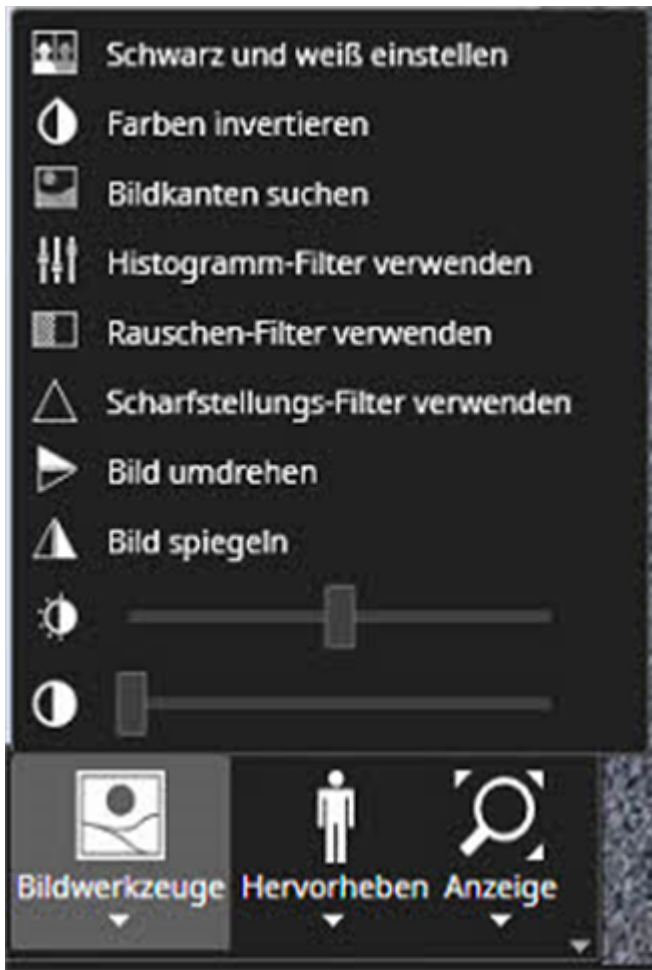 Schwarz und weiß einstellen
Farben invertieren
Bildkanten suchen
Histogramm-Filter verwenden
Rauschen-Filter verwenden
Scharfstellungs-Filter verwenden
Bild umdrehen
Bild spiegeln
Bildwerkzeuge Hervorheben Anzeige